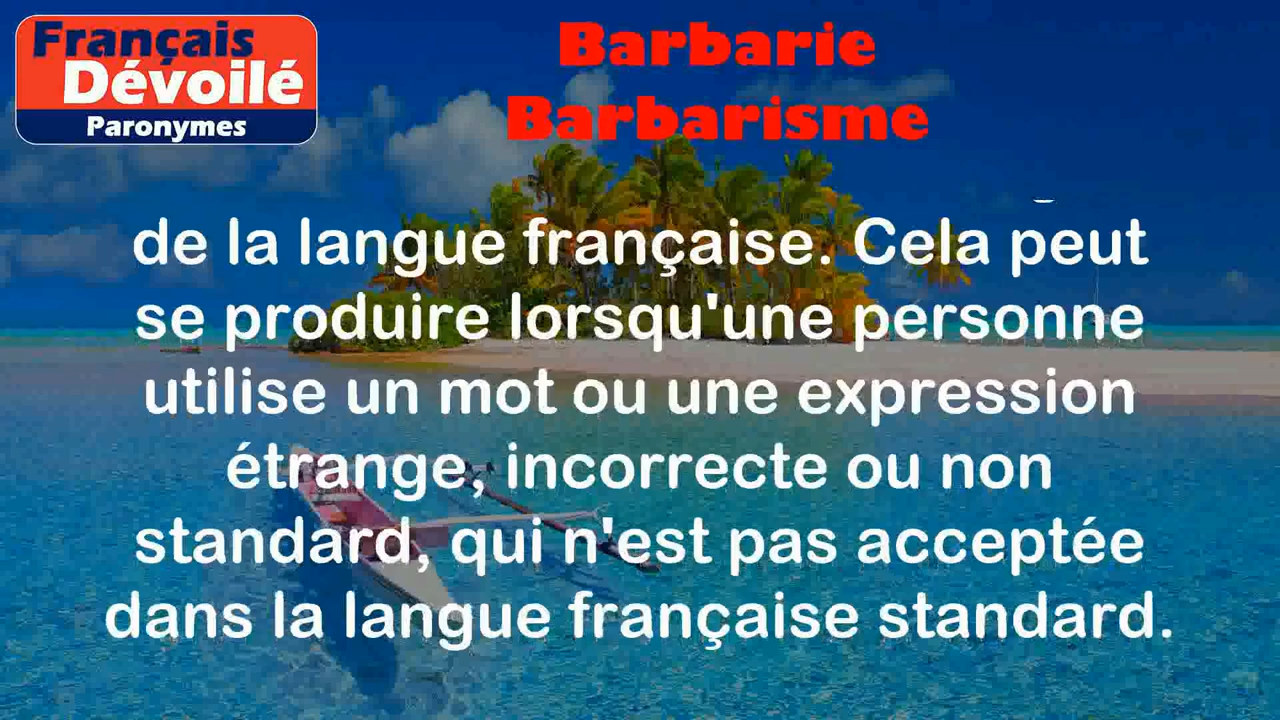 Français
Dévoilé
Paronymes
Barbarie
Barbarisme
de la langue française. Cela peut
se produire lorsqu'une personne
utilise un mot ou une expression
étrange, incorrecte ou non
standard, qui n'est pas acceptée
dans la langue française standard.